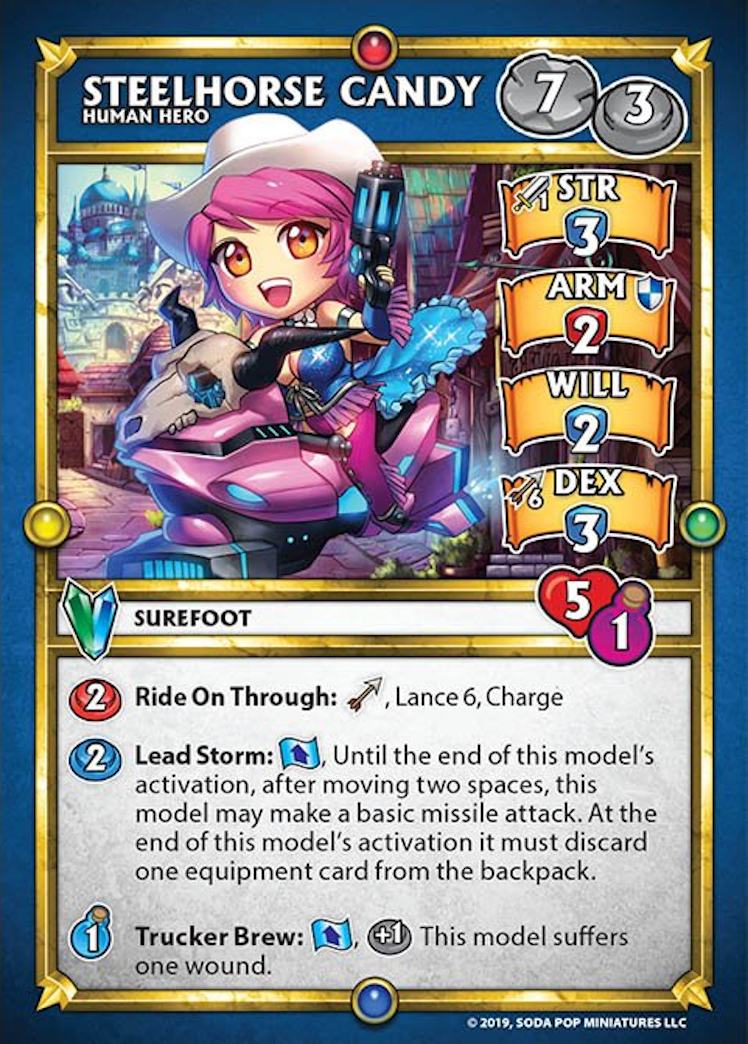 STEELHORSE CANDY
HUMAN HERO
7
3
1 STR
3
ARM
2
WILL
2
6 DEX
3
5
1
SUREFOOT
2 Ride On Through: , Lance 6, Charge
2 Lead Storm: , Until the end of this model's
activation, after moving two spaces, this
model may make a basic missile attack. At the
end of this model's activation it must discard
one equipment card from the backpack.
1 Trucker Brew: , +1 This model suffers
one wound.
© 2019, SODA POP MINIATURES LLC